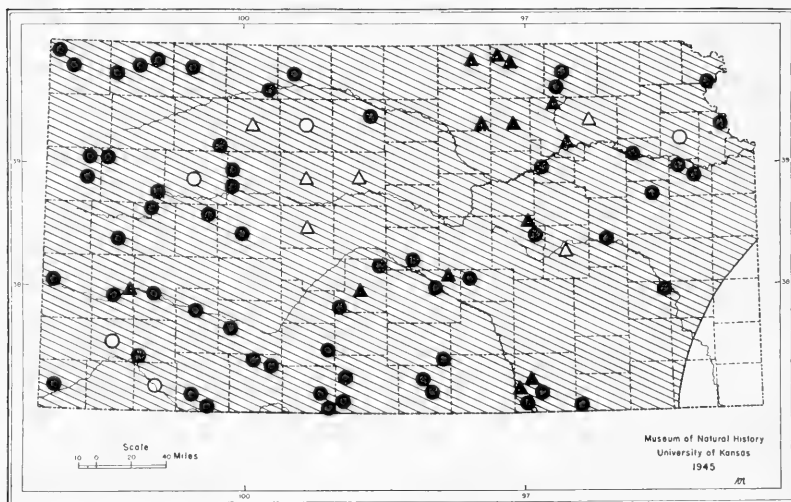 100 97
39 39
38 38
Scale
10 0 20 40 Miles
Museum of Natural History
University of Kansas
1945
100 97